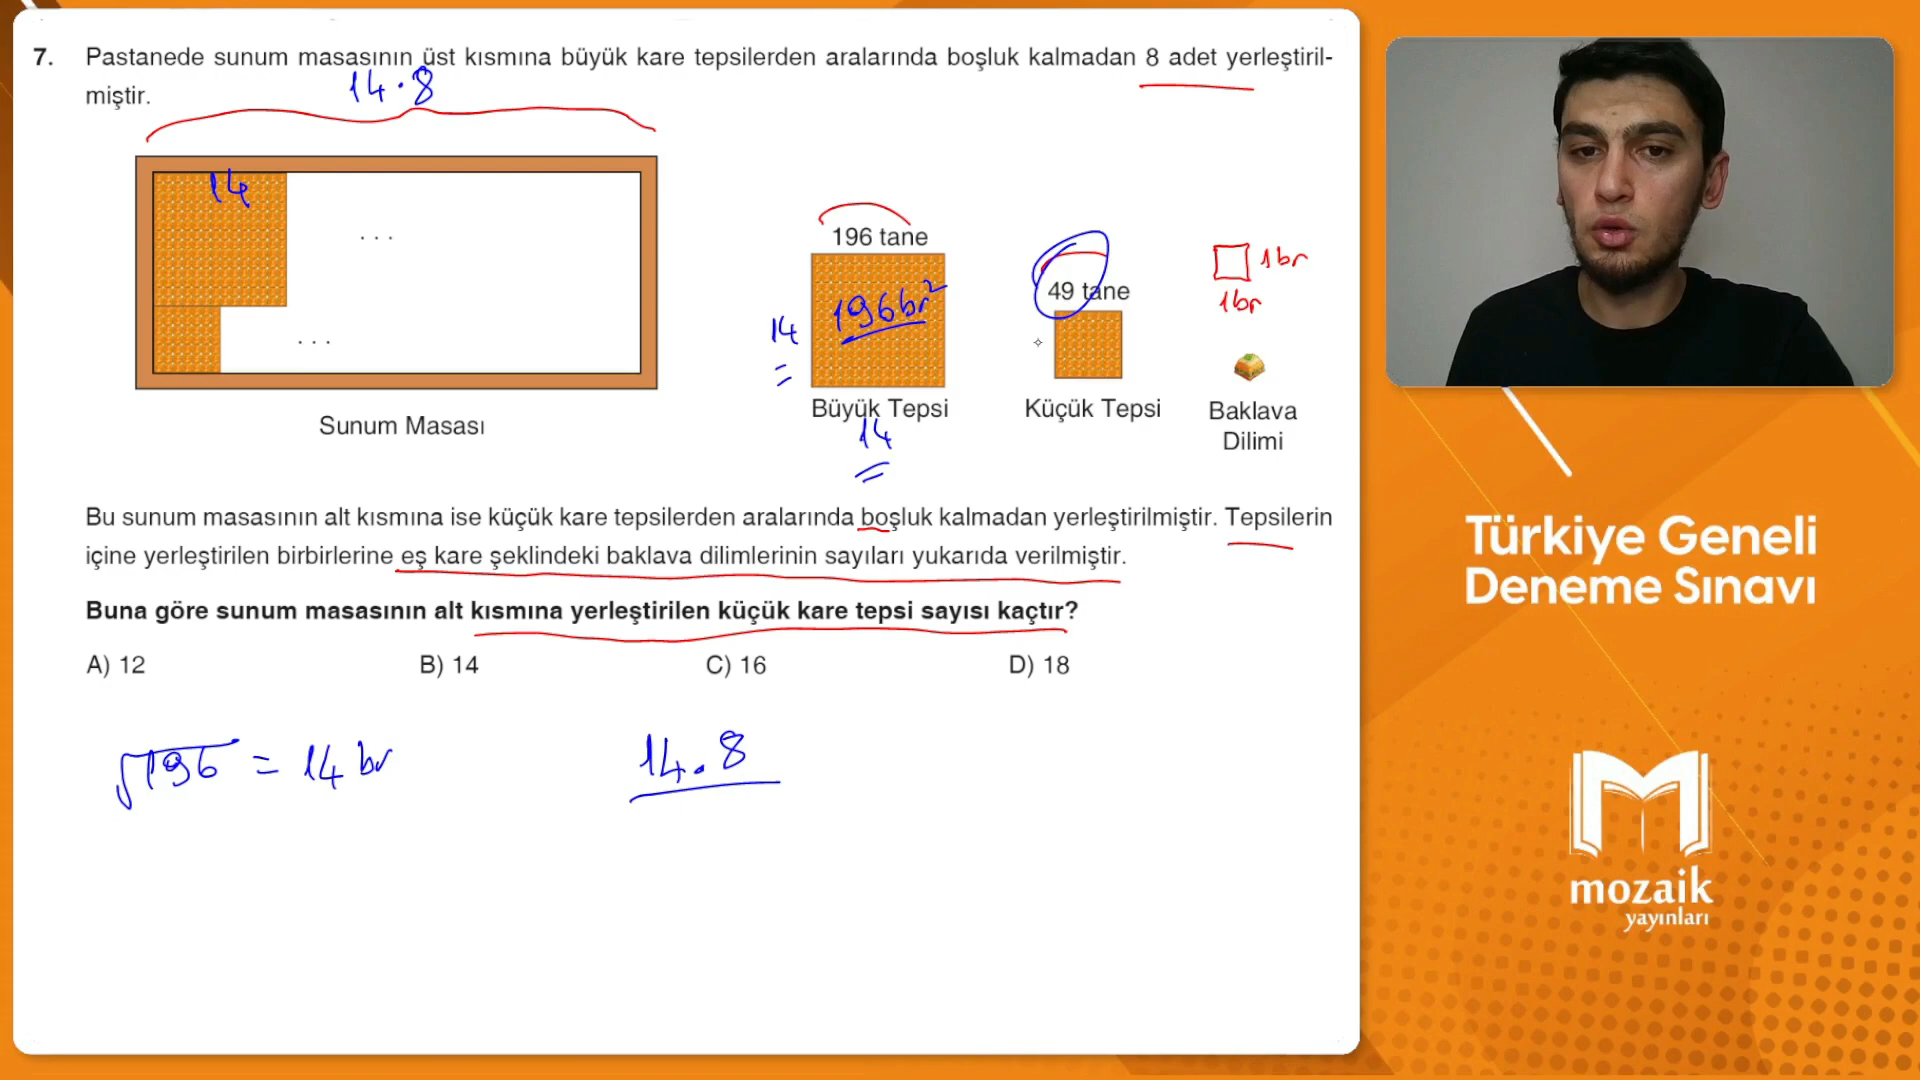 7. Pastanede sunum masasının üst kısmına büyük kare tepsilerden aralarında boşluk kalmadan 8 adet yerleştiril-
miştir.
14.8
14
...
...
Sunum Masası
196 tane
196br²
14
Büyük Tepsi
14
49 tane
Küçük Tepsi
1br
1br
Baklava
Dilimi
Bu sunum masasının alt kısmına ise küçük kare tepsilerden aralarında boşluk kalmadan yerleştirilmiştir. Tepsilerin
içine yerleştirilen birbirlerine eş kare şeklindeki baklava dilimlerinin sayıları yukarıda verilmiştir.
Buna göre sunum masasının alt kısmına yerleştirilen küçük kare tepsi sayısı kaçtır?
A) 12 B) 14 C) 16 D) 18
√196 = 14 br
14.8
Türkiye Geneli
Deneme Sınavı
mozaik
yayınları